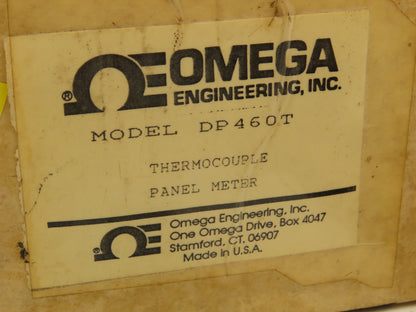 ® OMEGA
ENGINEERING, INC.
MODEL DP460T
THERMOCOUPLE
PANEL METER
Omega Engineering, Inc.
One Omega Drive, Box 4047
Stamford, CT. 06907
Made in U.S.A.
®